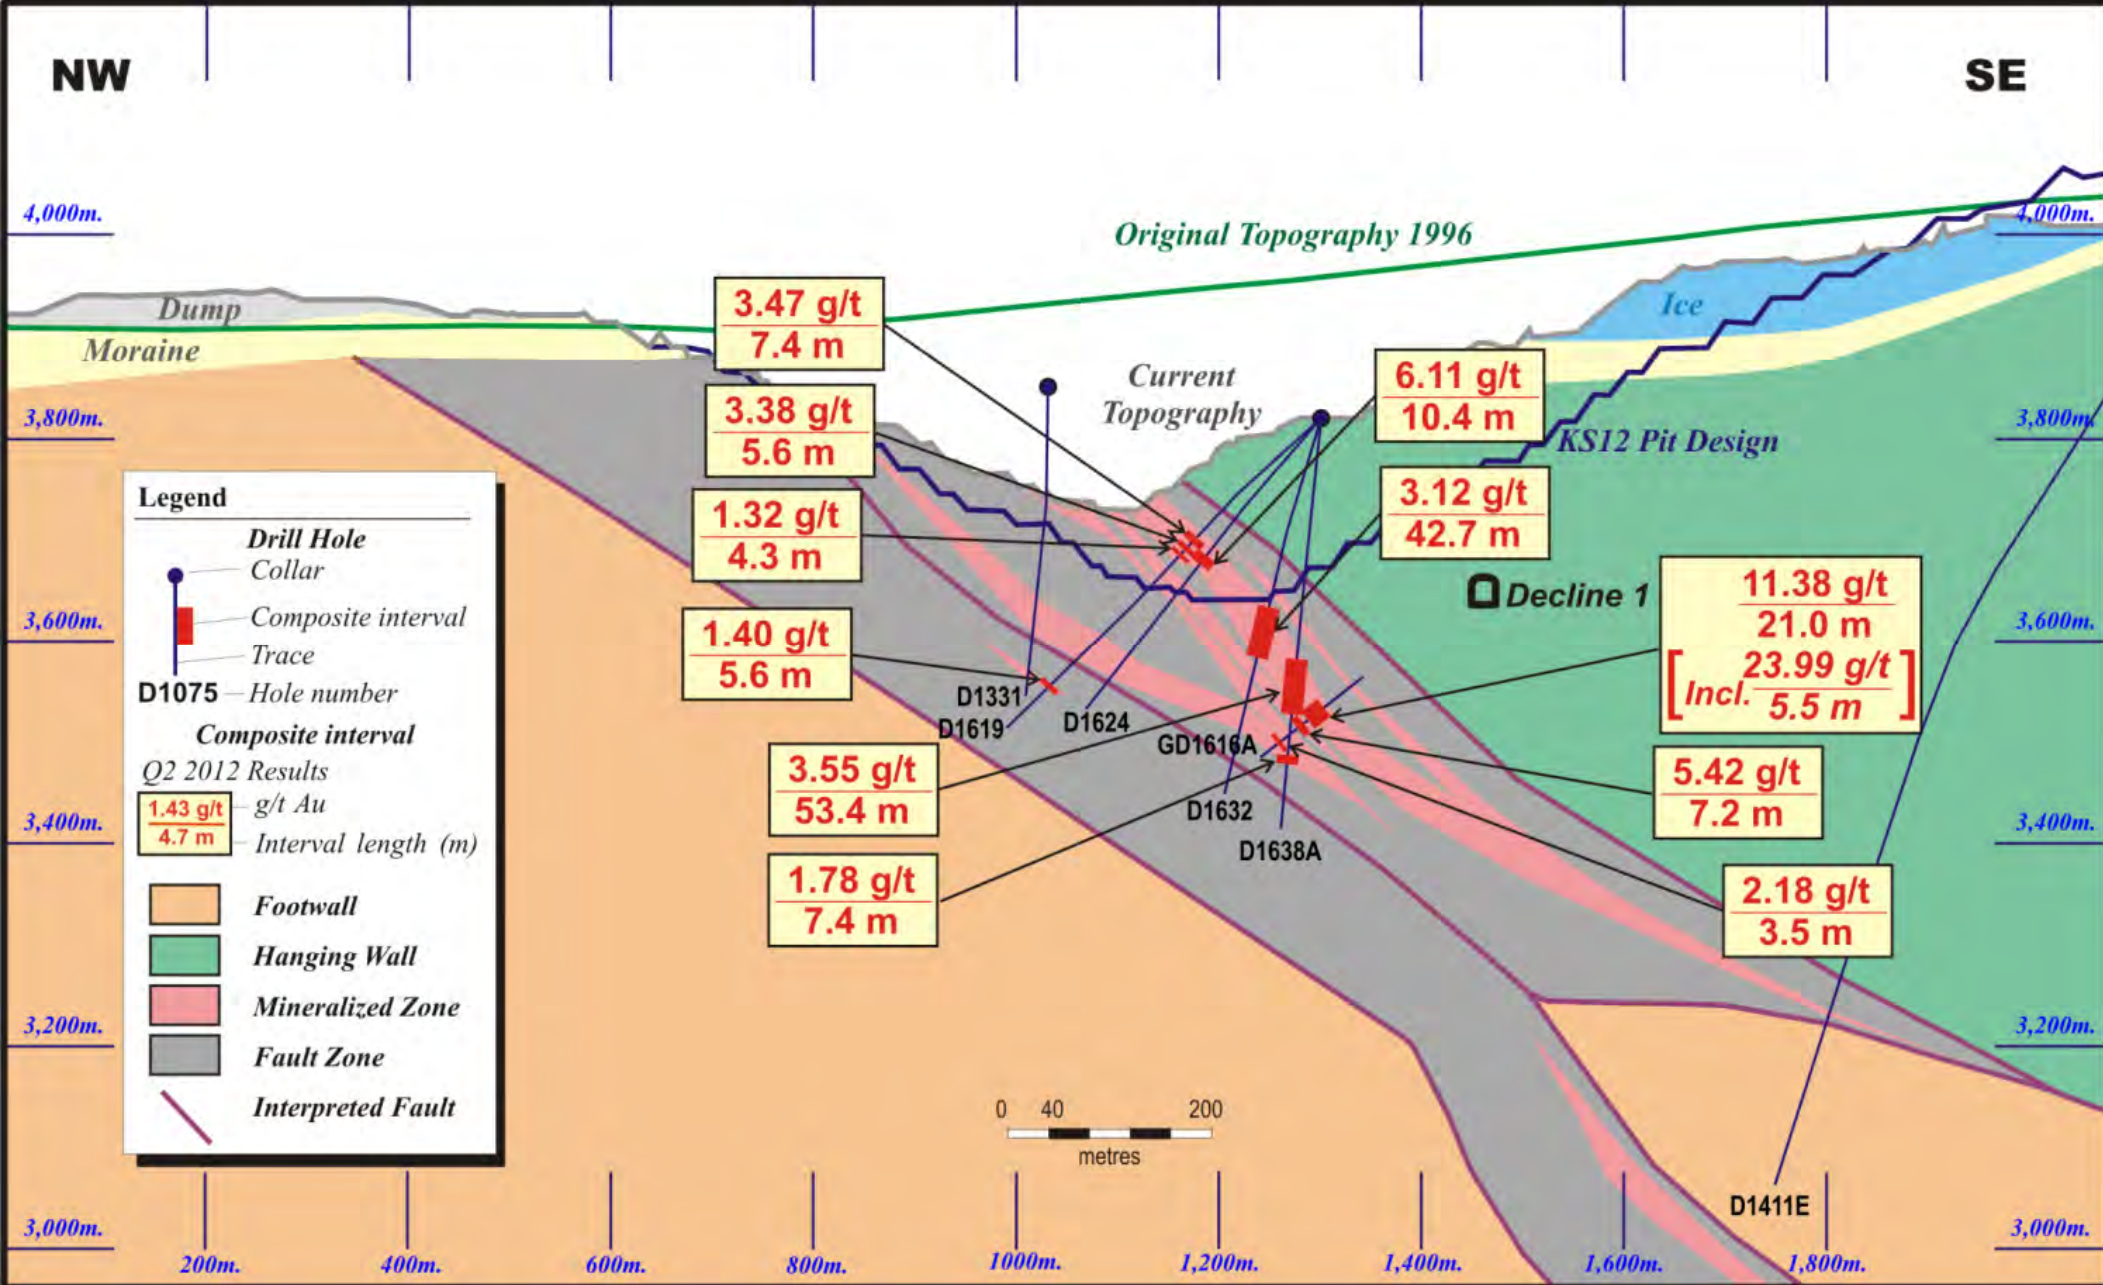 NW
SE
4,000m.
4,000m.
Original Topography 1996
Dump
Moraine
Ice
3.47 g/t
7.4 m
Current
Topography
6.11 g/t
10.4 m
3.38 g/t
5.6 m
3,800m.
3,800m.
KS12 Pit Design
3.12 g/t
42.7 m
1.32 g/t
4.3 m
Decline 1
11.38 g/t
21.0 m
[Incl. 23.99 g/t]
5.5 m
3,600m.
3,600m.
1.40 g/t
5.6 m
D1331
D1619
D1624
GD1616A
D1632
D1638A
3.55 g/t
53.4 m
5.42 g/t
7.2 m
3,400m.
3,400m.
1.78 g/t
7.4 m
2.18 g/t
3.5 m
3,200m.
3,200m.
Legend
Drill Hole
Collar
Composite interval
Trace
D1075 Hole number
Composite interval
Q2 2012 Results
1.43 g/t g/t Au
4.7 m Interval length (m)
Footwall
Hanging Wall
Mineralized Zone
Fault Zone
Interpreted Fault
0 40 200
metres
D1411E
3,000m.
3,000m.
200m. 400m. 600m. 800m. 1000m. 1,200m. 1,400m. 1,600m. 1,800m.